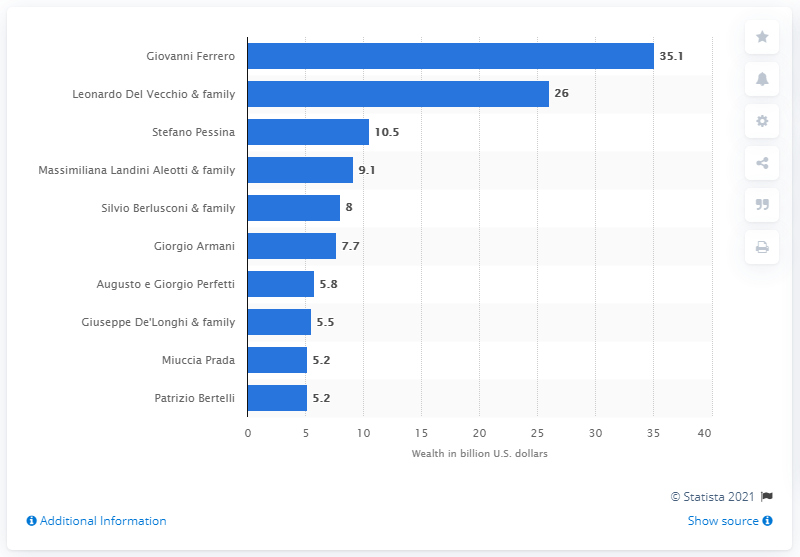 Giovanni Ferrero 35.1
Leonardo Del Vecchio & family 26
Stefano Pessina 10.5
Massimiliana Landini Aleotti & family 9.1
Silvio Berlusconi & family 8
Giorgio Armani 7.7
Augusto e Giorgio Perfetti 5.8
Giuseppe De'Longhi & family 5.5
Miuccia Prada 5.2
Patrizio Bertelli 5.2
0 5 10 15 20 25 30 35 40
Wealth in billion U.S. dollars
© Statista 2021
Additional Information Show source